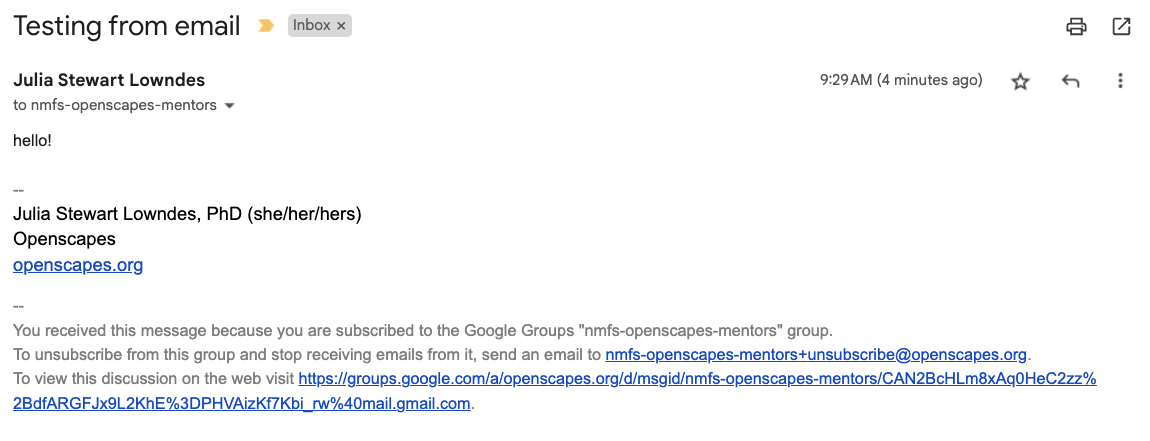 Testing from email
Inbox ×
Julia Stewart Lowndes
9:29 AM (4 minutes ago)
to nmfs-openscapes-mentors
hello!
--
Julia Stewart Lowndes, PhD (she/her/hers)
Openscapes
openscapes.org
--
You received this message because you are subscribed to the Google Groups "nmfs-openscapes-mentors" group.
To unsubscribe from this group and stop receiving emails from it, send an email to nmfs-openscapes-mentors+unsubscribe@openscapes.org.
To view this discussion on the web visit https://groups.google.com/a/openscapes.org/d/msgid/nmfs-openscapes-mentors/CAN2BcHLm8xAq0HeC2zz%
2BdfARGFJx9L2KhE%3DPHVAizKf7Kbi_rw%40mail.gmail.com.